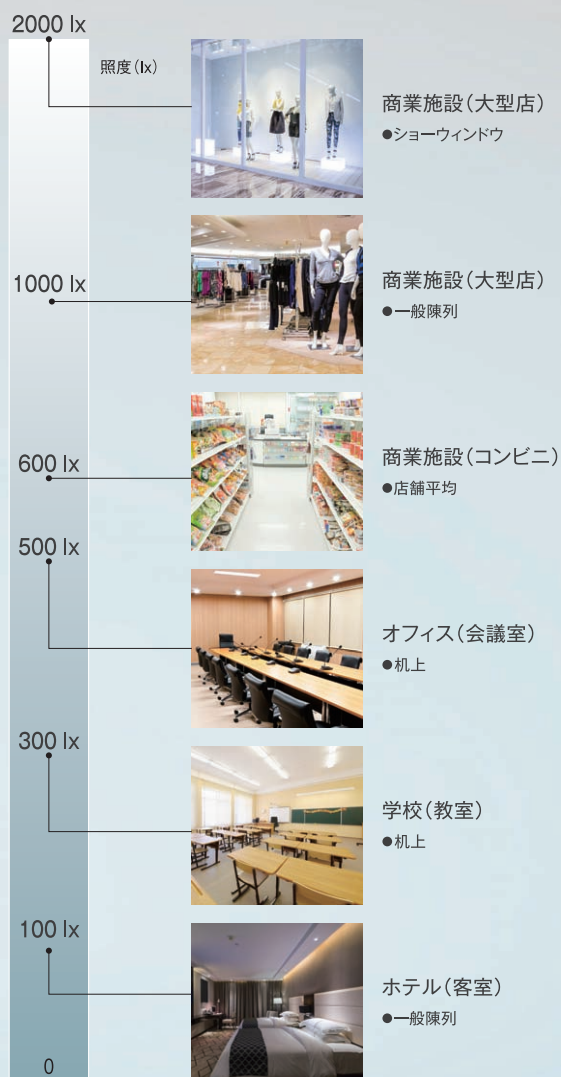 2000 lx
照度(lx)
商業施設(大型店)
●ショーウィンドウ
1000 lx
商業施設(大型店)
●一般陳列
600 lx
商業施設(コンビニ)
●店舗平均
500 lx
オフィス(会議室)
●机上
300 lx
学校(教室)
●机上
100 lx
ホテル(客室)
●一般陳列
0